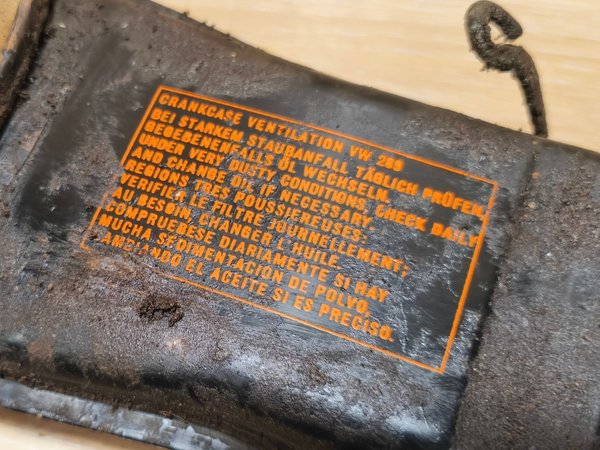 CRANKCASE VENTILATION VW 289
BEI STARKEM STAUBANFALL TÄGLICH PRÜFEN,
GEGEBENENFALLS ÖL WECHSELN.
UNDER VERY DUSTY CONDITIONS, CHECK DAILY
AND CHANGE OIL IF NECESSARY.
REGIONS TRES POUSSIEREUSES:
VERIFIER LE FILTRE JOURNELLEMENT;
AU BESOIN, CHANGER L'HUILE.
COMPRUEBESE DIARIAMENTE SI HAY
MUCHA SEDIMENTACION DE POLVO,
AMBIANDO EL ACEITE SI ES PRECISO.